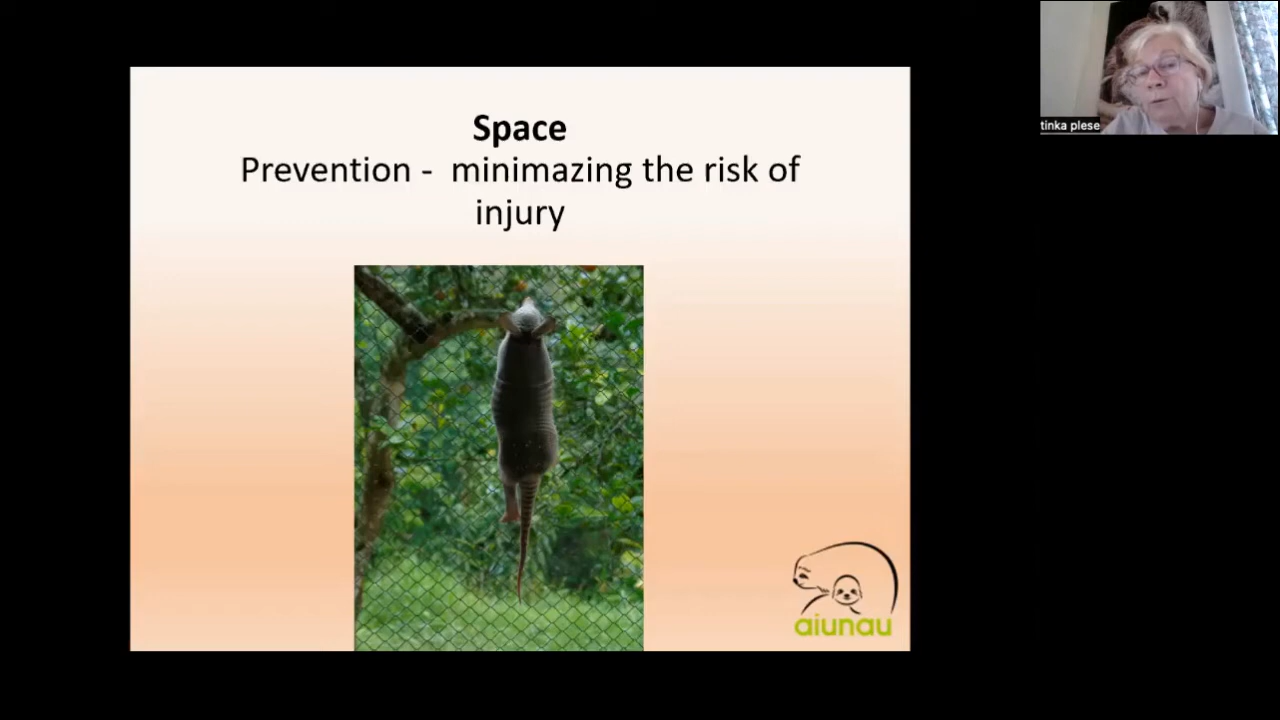 Space
Prevention - minimazing the risk of
injury
aiunau
tinka plese